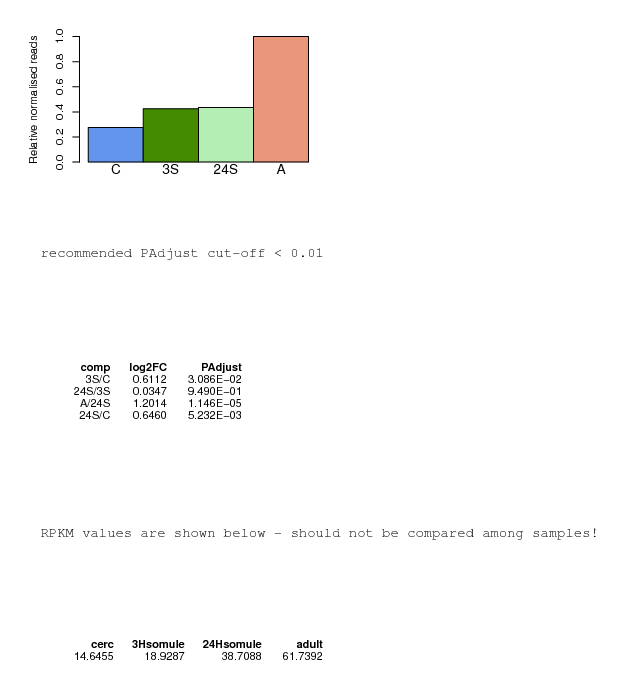 Relative normalised reads
1.0
0.8
0.6
0.4
0.2
0.0
C 3S 24S A
recommended PAdjust cut-off < 0.01
comp log2FC PAdjust
3S/C 0.6112 3.086E-02
24S/3S 0.0347 9.490E-01
A/24S 1.2014 1.146E-05
24S/C 0.6460 5.232E-03
RPKM values are shown below - should not be compared among samples!
cerc 3Hsomule 24Hsomule adult
14.6455 18.9287 38.7088 61.7392